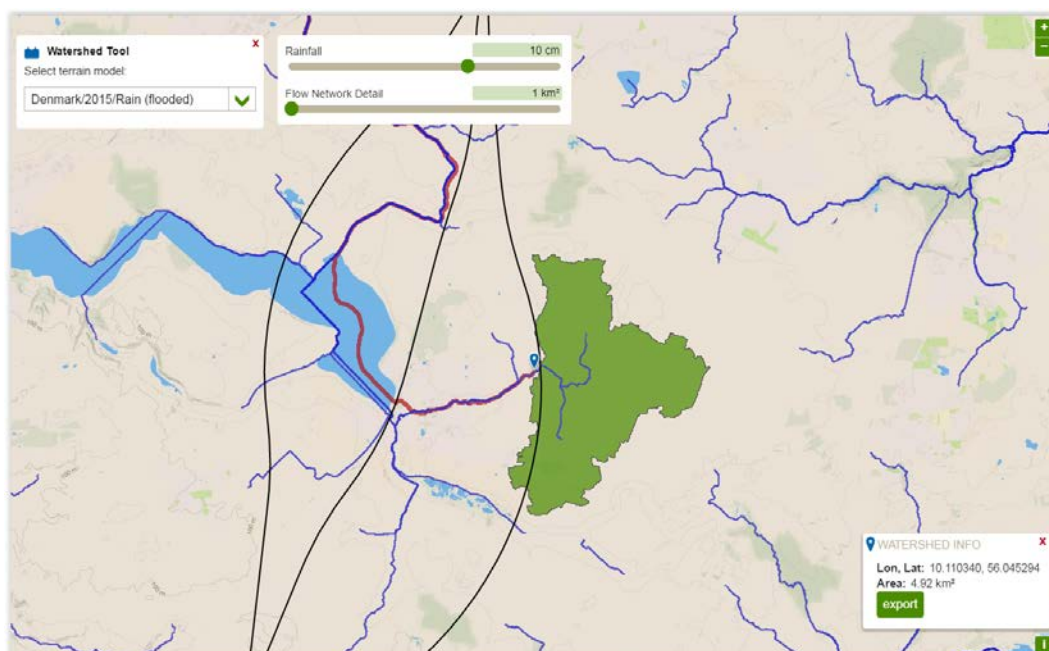 Watershed Tool
x
Select terrain model:
Denmark/2015/Rain (flooded)
Rainfall
10 cm
Flow Network Detail
1 km²
+
−
WATERSHED INFO
x
Lon, Lat: 10.110340, 56.045294
Area: 4.92 km²
export
i